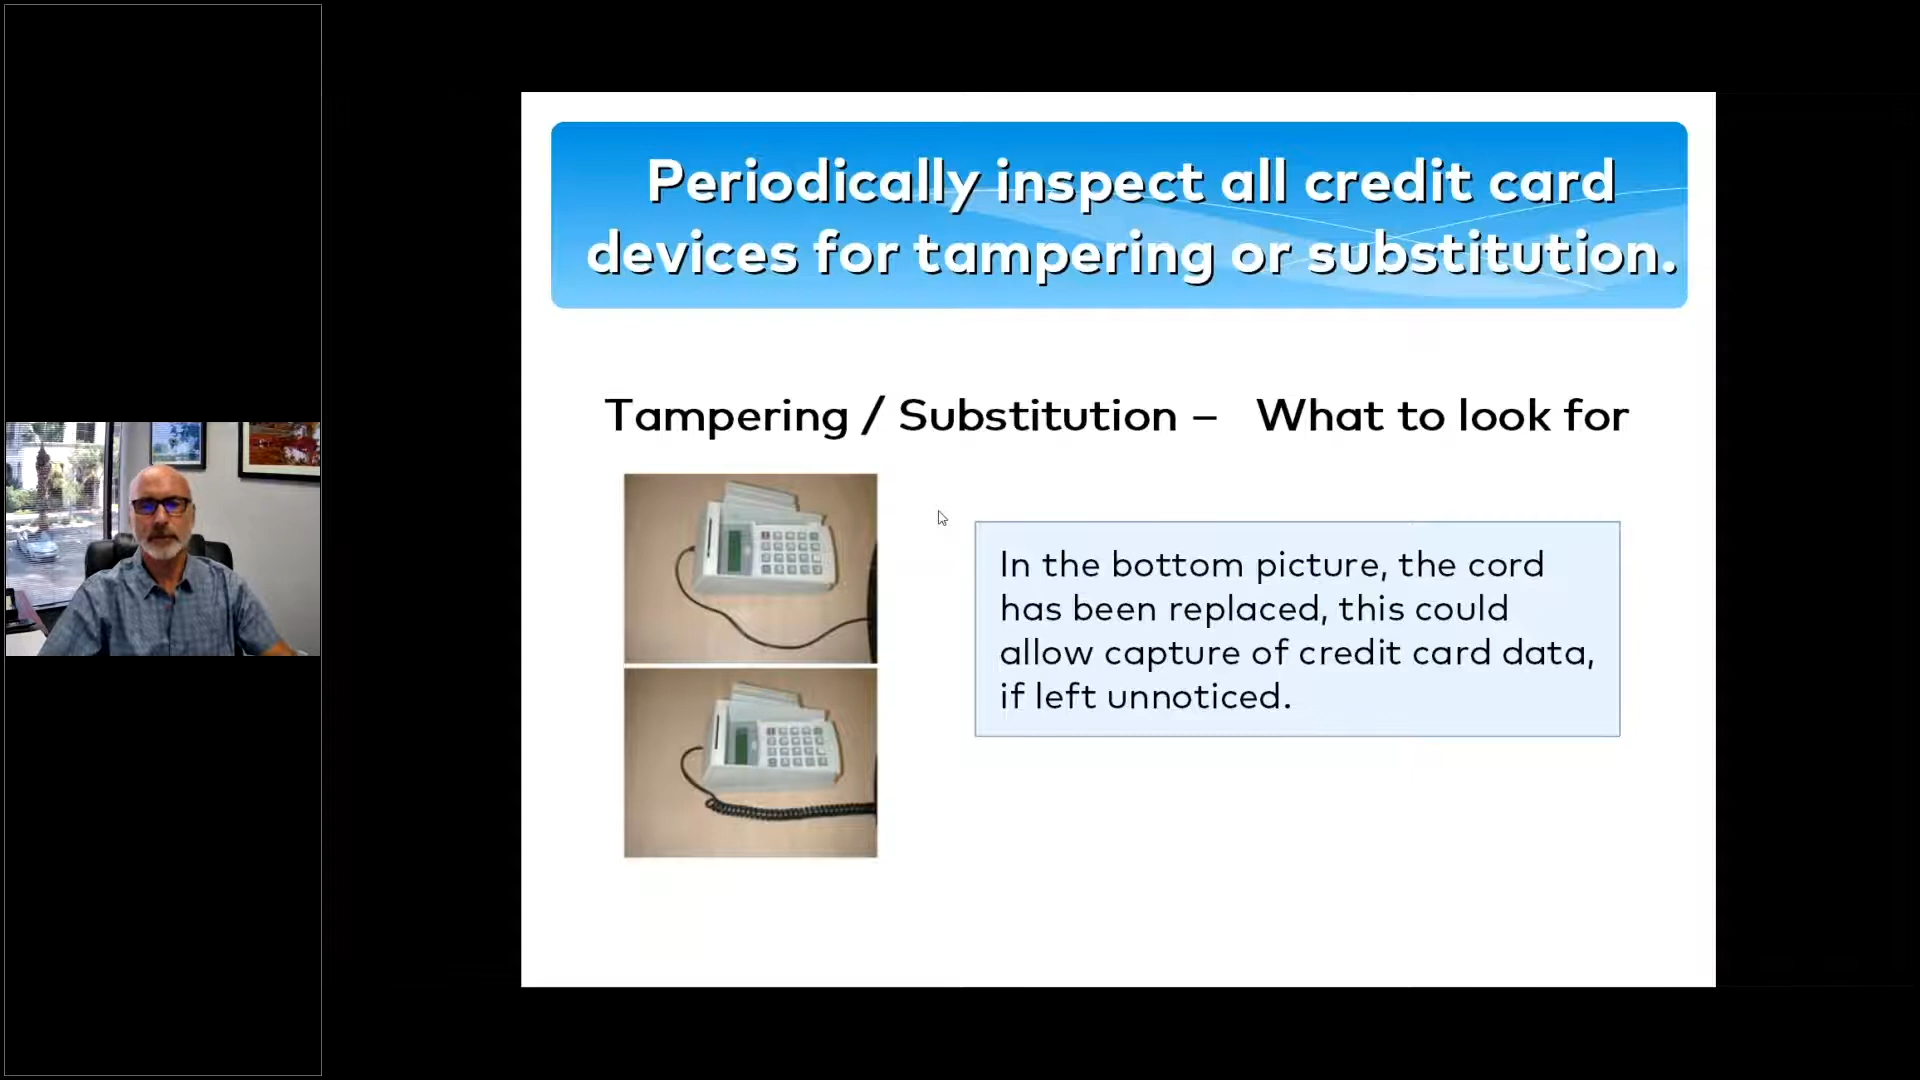 Periodically inspect all credit card
devices for tampering or substitution.
Tampering / Substitution – What to look for
In the bottom picture, the cord
has been replaced, this could
allow capture of credit card data,
if left unnoticed.